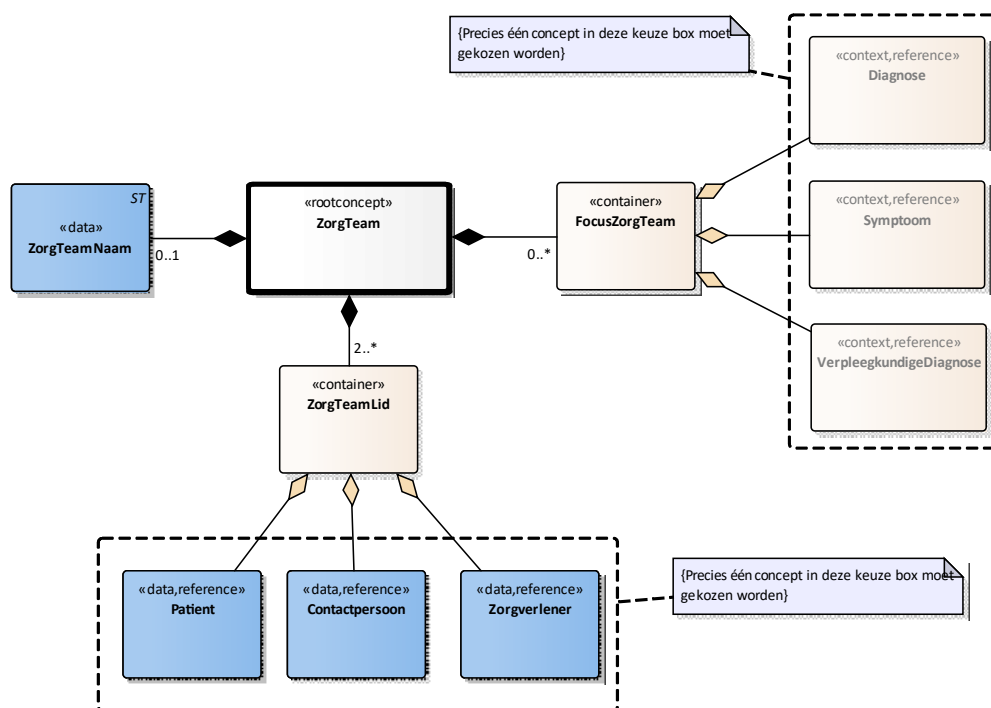 {Precies één concept in deze keuze box moet
gekozen worden}
«context,reference»
Diagnose
ST
«data»
ZorgTeamNaam
0..1
«rootconcept»
ZorgTeam
0..*
«container»
FocusZorgTeam
«context,reference»
Symptoom
«context,reference»
VerpleegkundigeDiagnose
2..*
«container»
ZorgTeamLid
«data,reference»
Patient
«data,reference»
Contactpersoon
«data,reference»
Zorgverlener
{Precies één concept in deze keuze box moet
gekozen worden}